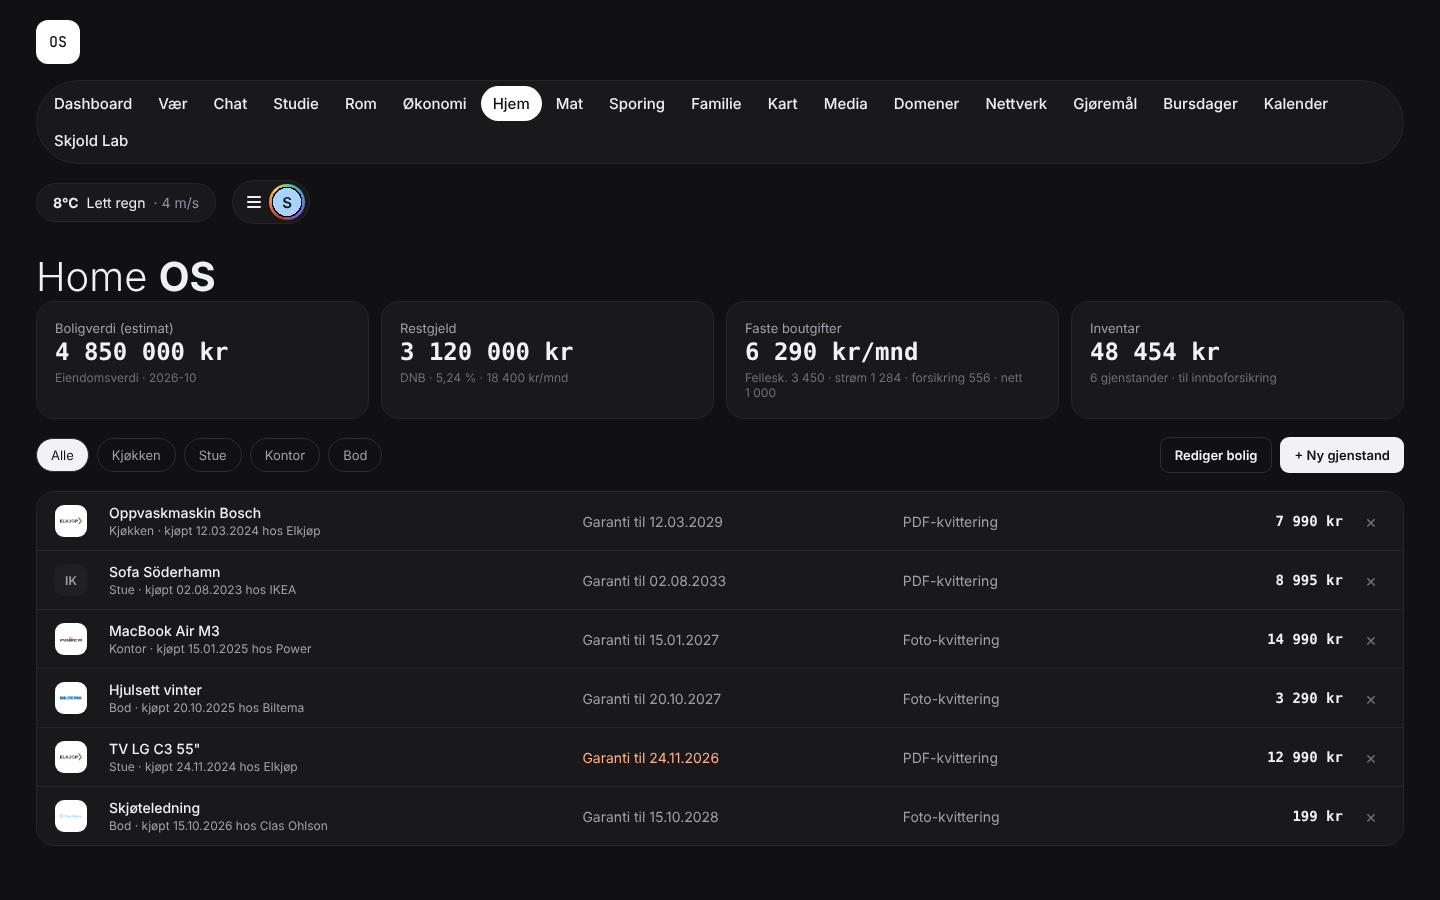 OS
Dashboard Vær Chat Studie Rom Økonomi Hjem Mat Sporing Familie Kart Media Domener Nettverk Gjøremål Bursdager Kalender
Skjold Lab
8°C Lett regn · 4 m/s
S
Home OS
Boligverdi (estimat)
4 850 000 kr
Eiendomsverdi · 2026-10
Restgjeld
3 120 000 kr
DNB · 5,24 % · 18 400 kr/mnd
Faste boutgifter
6 290 kr/mnd
Fellesk. 3 450 · strøm 1 284 · forsikring 556 · nett
1 000
Inventar
48 454 kr
6 gjenstander · til innboforsikring
Alle Kjøkken Stue Kontor Bod
Rediger bolig + Ny gjenstand
ELKJØP
Oppvaskmaskin Bosch
Kjøkken · kjøpt 12.03.2024 hos Elkjøp
Garanti til 12.03.2029
PDF-kvittering
7 990 kr ×
IK
Sofa Söderhamn
Stue · kjøpt 02.08.2023 hos IKEA
Garanti til 02.08.2033
PDF-kvittering
8 995 kr ×
POWER
MacBook Air M3
Kontor · kjøpt 15.01.2025 hos Power
Garanti til 15.01.2027
Foto-kvittering
14 990 kr ×
BILTEMA
Hjulsett vinter
Bod · kjøpt 20.10.2025 hos Biltema
Garanti til 20.10.2027
Foto-kvittering
3 290 kr ×
ELKJØP
TV LG C3 55"
Stue · kjøpt 24.11.2024 hos Elkjøp
Garanti til 24.11.2026
PDF-kvittering
12 990 kr ×
Skjøteledning
Bod · kjøpt 15.10.2026 hos Clas Ohlson
Garanti til 15.10.2028
Foto-kvittering
199 kr ×